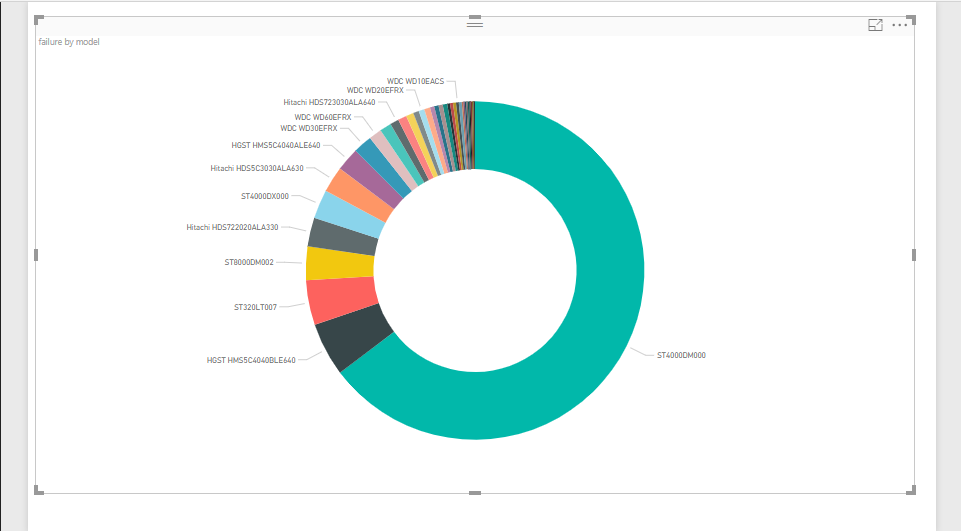 failure by model
WDC WD10EACS
WDC WD20EFRX
Hitachi HDS723030ALA640
WDC WD60EFRX
WDC WD30EFRX
HGST HMS5C4040ALE640
Hitachi HDS5C3030ALA630
ST4000DX000
Hitachi HDS722020ALA330
ST8000DM002
ST320LT007
ST4000DM000
HGST HMS5C4040BLE640